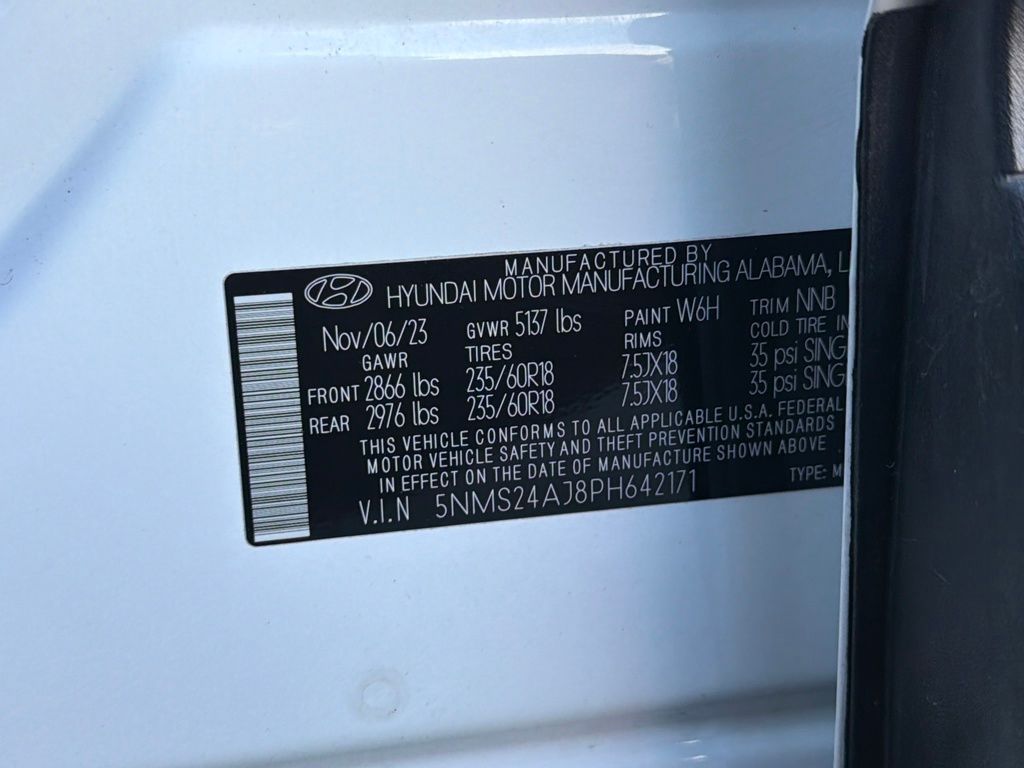 MANUFACTURED BY
HYUNDAI MOTOR MANUFACTURING ALABAMA, L
Nov/06/23 GVWR 5137 lbs PAINT W6H TRIM NNB
GAWR TIRES RIMS COLD TIRE IN
FRONT 2866 lbs 235/60R18 7.5JX18 35 psi SING
REAR 2976 lbs 235/60R18 7.5JX18 35 psi SING
THIS VEHICLE CONFORMS TO ALL APPLICABLE U.S.A. FEDERAL
MOTOR VEHICLE SAFETY AND THEFT PREVENTION STANDARDS
IN EFFECT ON THE DATE OF MANUFACTURE SHOWN ABOVE .
V.I.N 5NMS24AJ8PH642171 TYPE: M